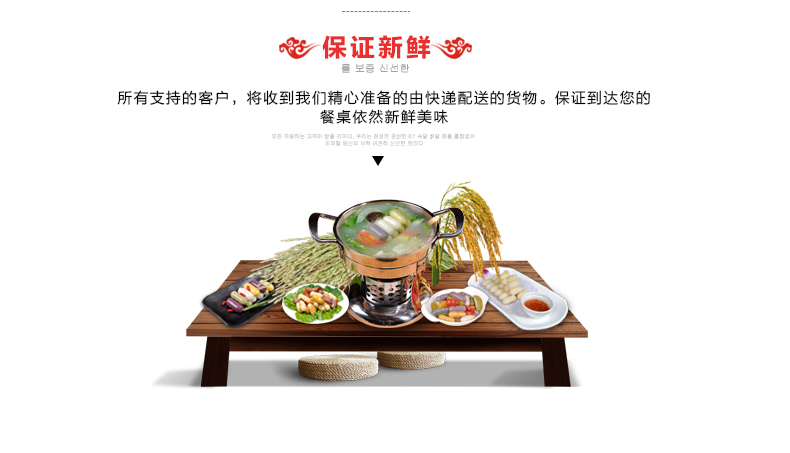 保证新鲜
를 보증 신선한
所有支持的客户，将收到我们精心准备的由快递配送的货物。保证到达您的
餐桌依然新鲜美味